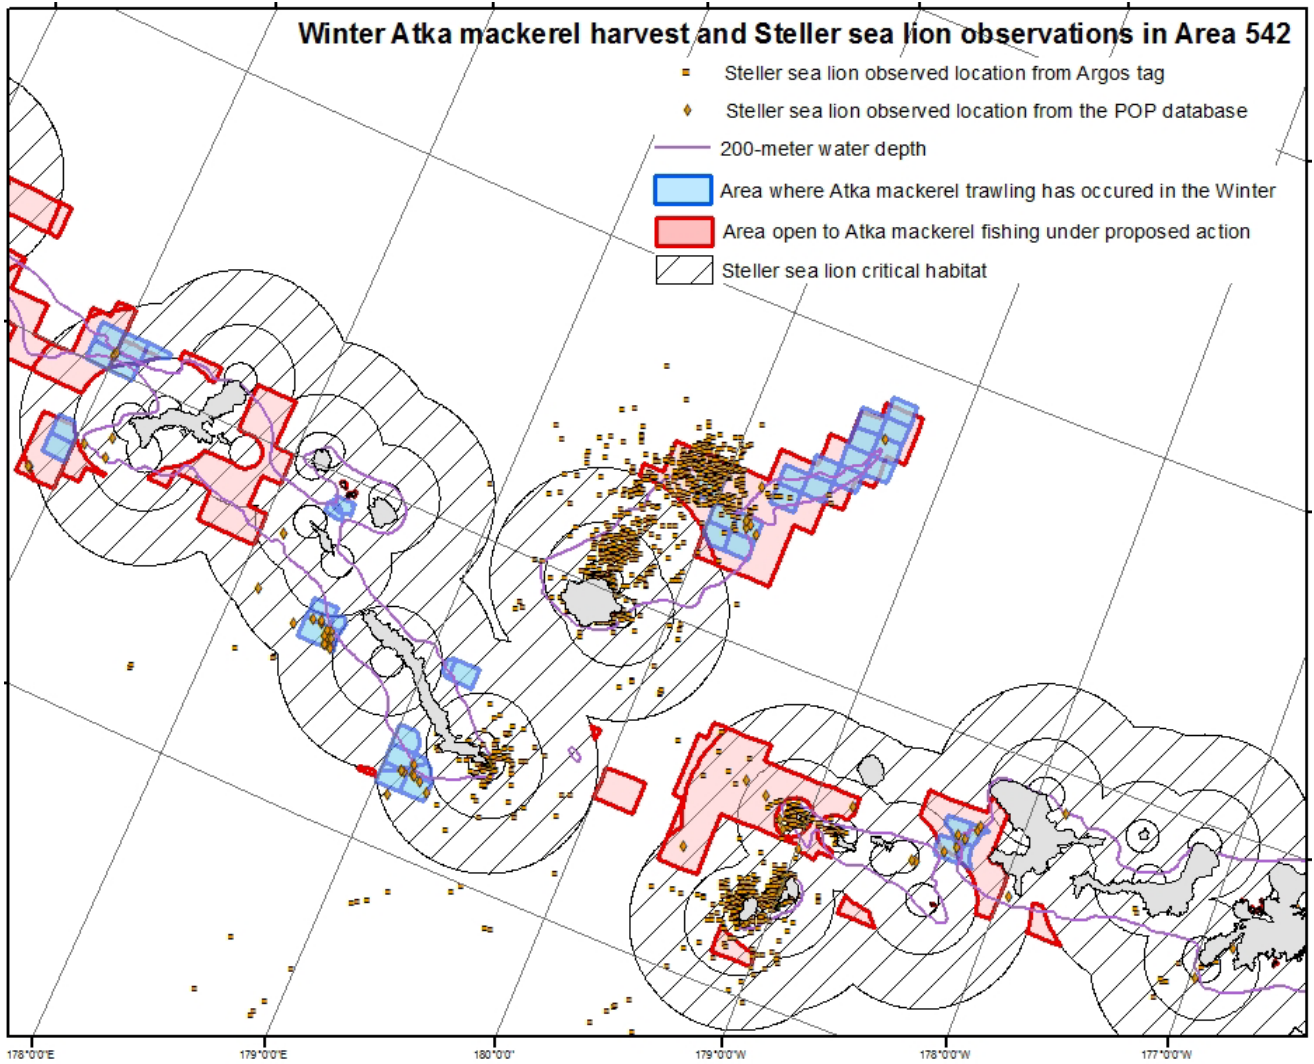 Winter Atka mackerel harvest and Steller sea lion observations in Area 542
Steller sea lion observed location from Argos tag
Steller sea lion observed location from the POP database
200-meter water depth
Area where Atka mackerel trawling has occured in the Winter
Area open to Atka mackerel fishing under proposed action
Steller sea lion critical habitat
178°0'0"E 179°0'0"E 180°0'0" 179°0'0"W 178°0'0"W 177°0'0"W